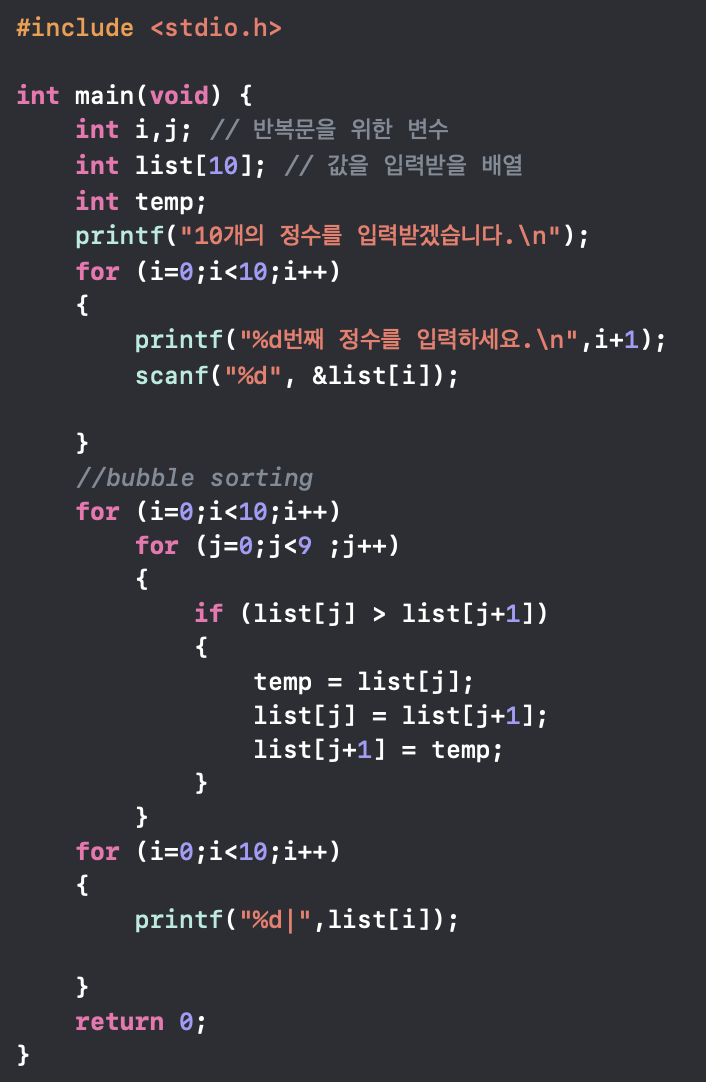 #include <stdio.h>

int main(void) {
    int i,j; // 반복문을 위한 변수
    int list[10]; // 값을 입력받을 배열
    int temp;
    printf("10개의 정수를 입력받겠습니다.\n");
    for (i=0;i<10;i++)
    {
        printf("%d번째 정수를 입력하세요.\n",i+1);
        scanf("%d", &list[i]);

    }
    //bubble sorting
    for (i=0;i<10;i++)
        for (j=0;j<9 ;j++)
        {
            if (list[j] > list[j+1])
            {
                temp = list[j];
                list[j] = list[j+1];
                list[j+1] = temp;
            }
        }
    for (i=0;i<10;i++)
    {
        printf("%d|",list[i]);

    }
    return 0;
}